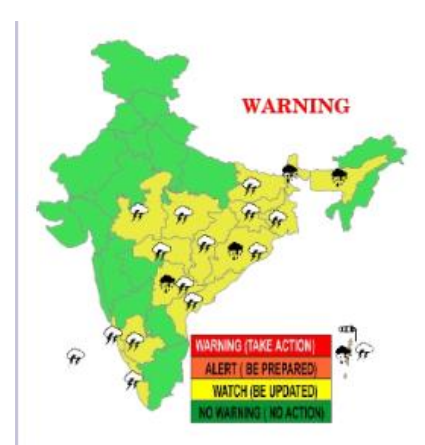 WARNING
WARNING (TAKE ACTION)
ALERT ( BE PREPARED)
WATCH (BE UPDATED)
NO WARNING ( NO ACTION)